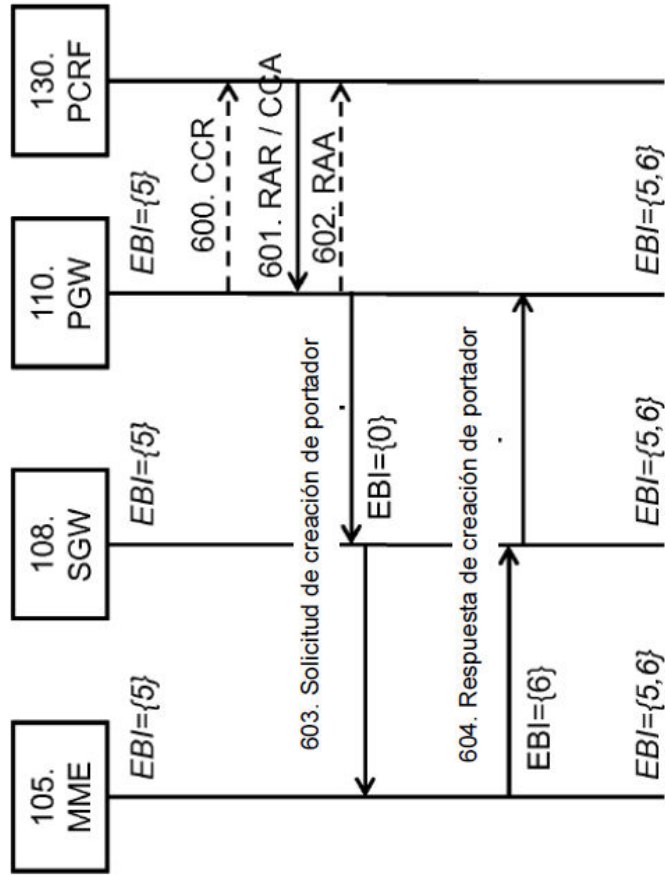 105.
MME
108.
SGW
110.
PGW
130.
PCRF
EBI={5}
EBI={5}
EBI={5}
600. CCR
601. RAR / CCA
602. RAA
603. Solicitud de creación de portador
EBI={0}
604. Respuesta de creación de portador
EBI={6}
EBI={5,6}
EBI={5,6}
EBI={5,6}